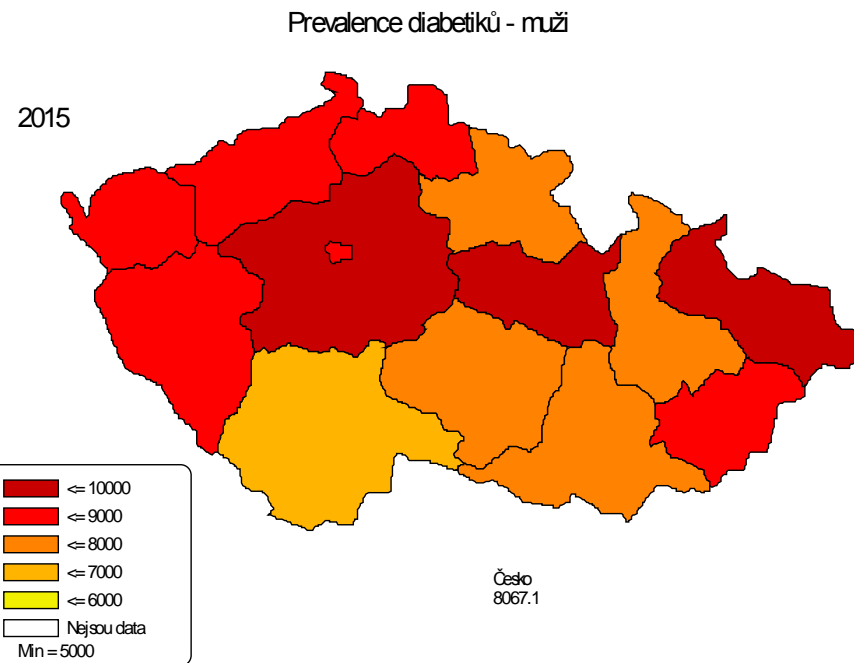 Prevalence diabetiků - muži
2015
<= 10000
<= 9000
<= 8000
<= 7000
<= 6000
Nejsou data
Min = 5000
Česko
8067.1